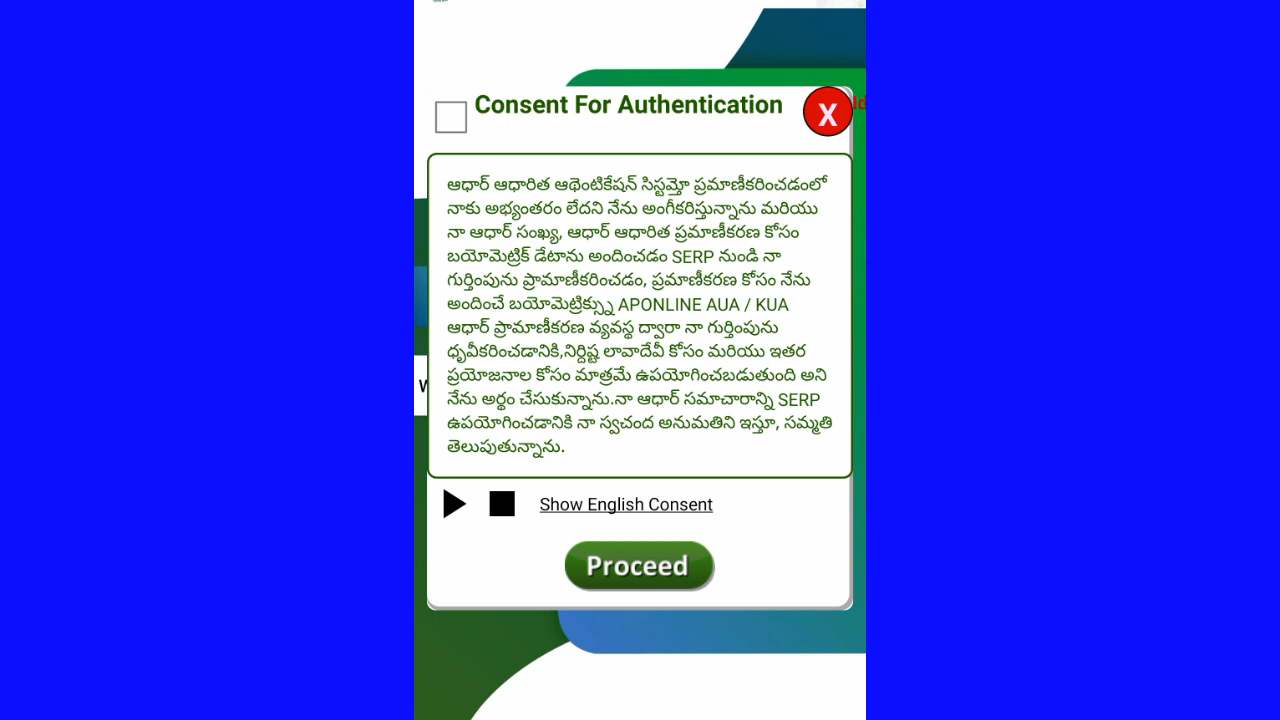 Consent For Authentication
X
ఆధార్ ఆధారిత ఆథెంటికేషన్ సిస్టమ్తో ప్రమాణీకరించడంలో
నాకు అభ్యంతరం లేదని నేను అంగీకరిస్తున్నాను మరియు
నా ఆధార్ సంఖ్య, ఆధార్ ఆధారిత ప్రమాణీకరణ కోసం
బయోమెట్రిక్ డేటాను అందించడం SERP నుండి నా
గుర్తింపును ప్రామాణీకరించడం, ప్రమాణీకరణ కోసం నేను
అందించే బయోమెట్రిక్స్ను APONLINE AUA / KUA
ఆధార్ ప్రామాణీకరణ వ్యవస్థ ద్వారా నా గుర్తింపును
ధృవీకరించడానికి,నిర్దిష్ట లావాదేవీ కోసం మరియు ఇతర
ప్రయోజనాల కోసం మాత్రమే ఉపయోగించబడుతుంది అని
నేను అర్థం చేసుకున్నాను.నా ఆధార్ సమాచారాన్ని SERP
ఉపయోగించడానికి నా స్వచంద అనుమతిని ఇస్తూ, సమ్మతి
తెలుపుతున్నాను.
Show English Consent
Proceed